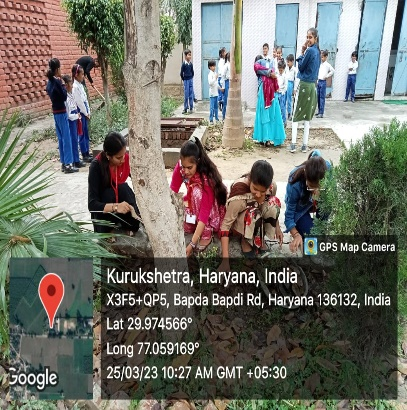 GPS Map Camera
Kurukshetra, Haryana, India
X3F5+QP5, Bapda Bapdi Rd, Haryana 136132, India
Lat 29.974566°
Long 77.059169°
25/03/23 10:27 AM GMT +05:30
Google